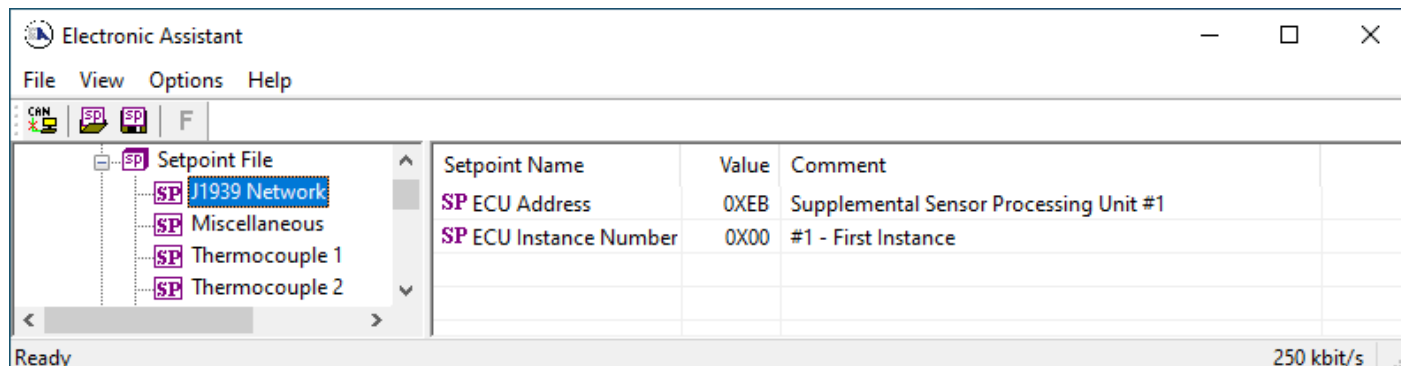 Electronic Assistant
File View Options Help
CAN SP SP F
SP Setpoint File
SP J1939 Network
SP Miscellaneous
SP Thermocouple 1
SP Thermocouple 2
Setpoint Name Value Comment
SP ECU Address 0XEB Supplemental Sensor Processing Unit #1
SP ECU Instance Number 0X00 #1 - First Instance
Ready 250 kbit/s